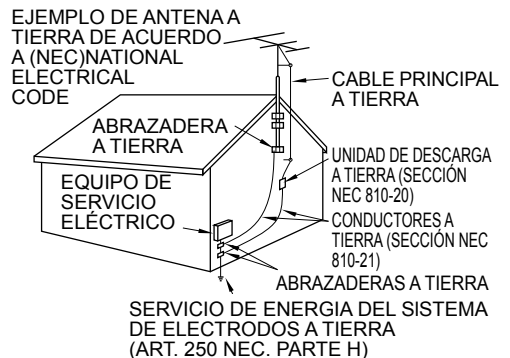 EJEMPLO DE ANTENA A
TIERRA DE ACUERDO
A (NEC)NATIONAL
ELECTRICAL
CODE
CABLE PRINCIPAL
A TIERRA
ABRAZADERA
A TIERRA
UNIDAD DE DESCARGA
A TIERRA (SECCIÓN
NEC 810-20)
EQUIPO DE
SERVICIO
ELÉCTRICO
CONDUCTORES A
TIERRA (SECCIÓN NEC
810-21)
ABRAZADERAS A TIERRA
SERVICIO DE ENERGIA DEL SISTEMA
DE ELECTRODOS A TIERRA
(ART. 250 NEC. PARTE H)